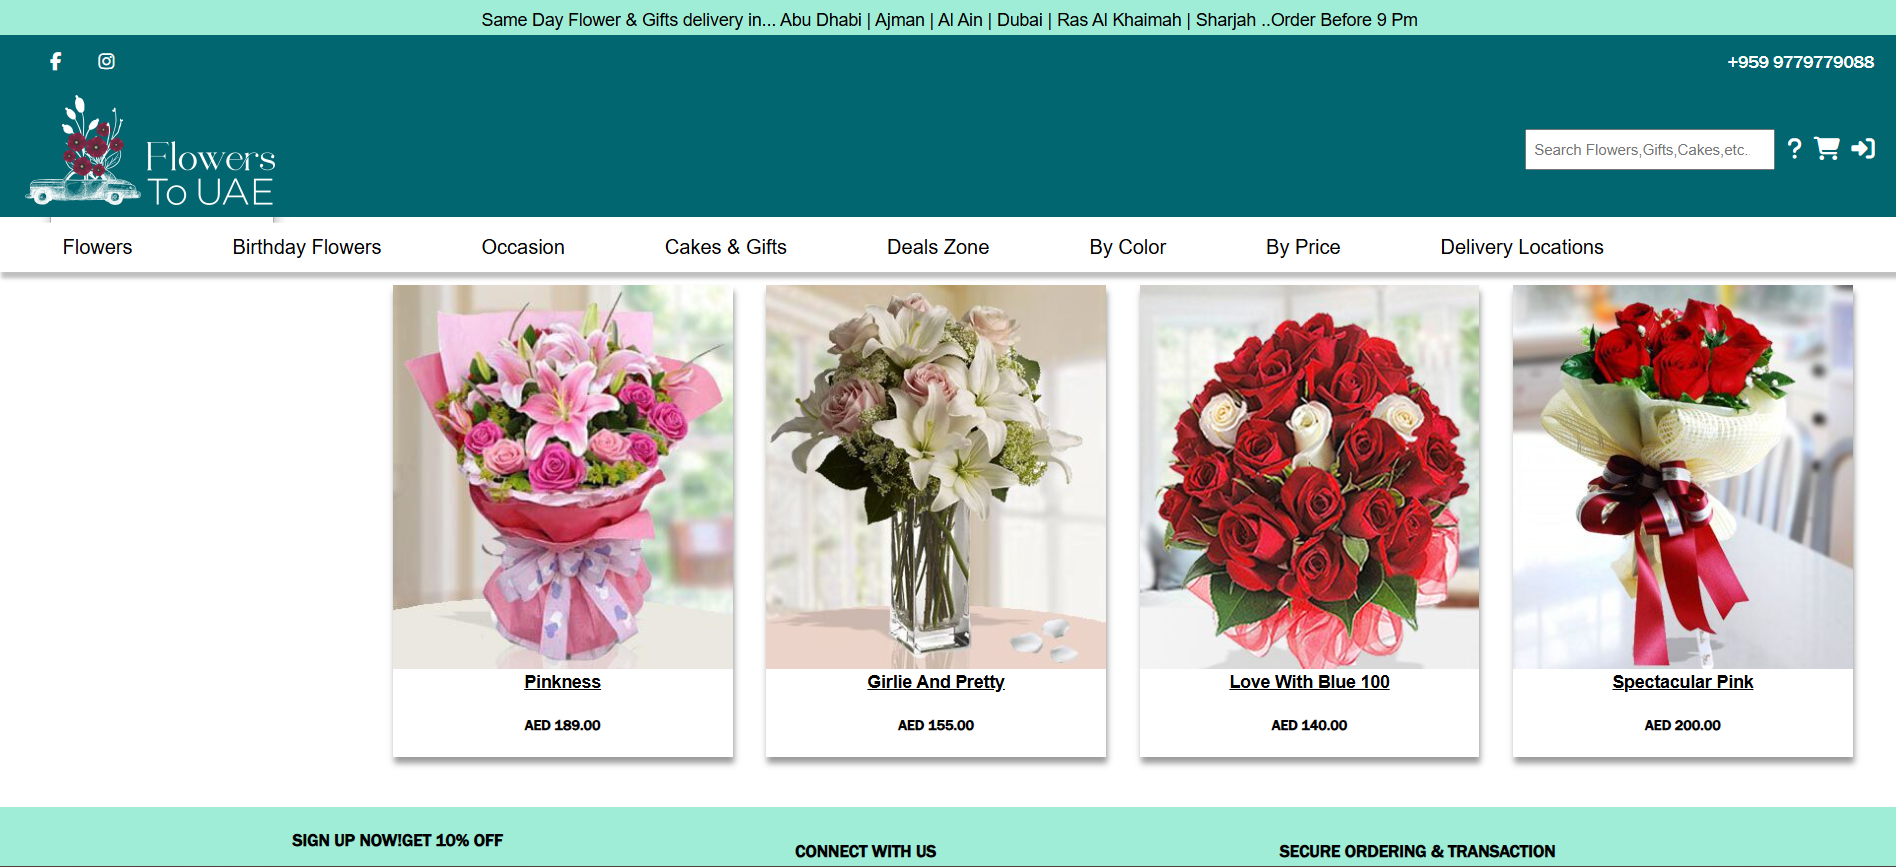 Same Day Flower & Gifts delivery in... Abu Dhabi | Ajman | Al Ain | Dubai | Ras Al Khaimah | Sharjah ..Order Before 9 Pm
+959 9779779088
Flowers
To UAE
Search Flowers,Gifts,Cakes,etc.
?
Flowers Birthday Flowers Occasion Cakes & Gifts Deals Zone By Color By Price Delivery Locations
Pinkness Girlie And Pretty Love With Blue 100 Spectacular Pink
AED 189.00 AED 155.00 AED 140.00 AED 200.00
SIGN UP NOW!GET 10% OFF
CONNECT WITH US SECURE ORDERING & TRANSACTION